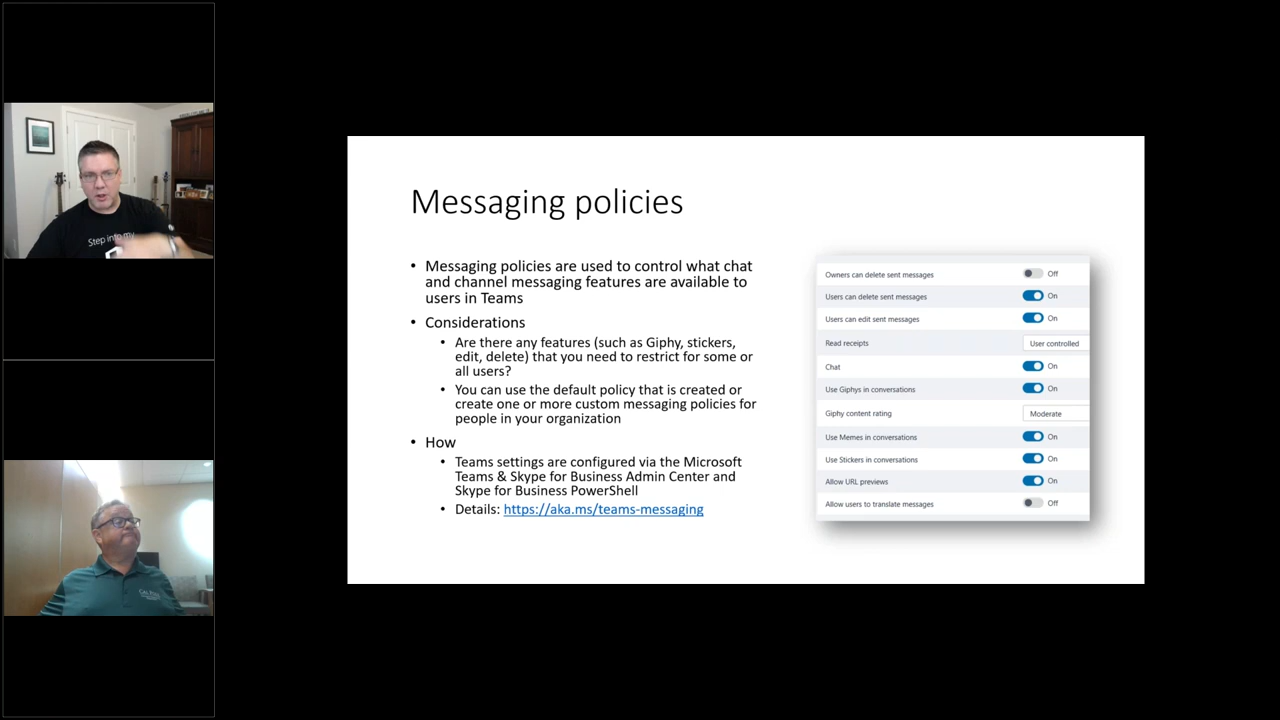 Step into my
CAL POLY
Messaging policies
• Messaging policies are used to control what chat
and channel messaging features are available to
users in Teams
• Considerations
• Are there any features (such as Giphy, stickers,
edit, delete) that you need to restrict for some or
all users?
• You can use the default policy that is created or
create one or more custom messaging policies for
people in your organization
• How
• Teams settings are configured via the Microsoft
Teams & Skype for Business Admin Center and
Skype for Business PowerShell
• Details: https://aka.ms/teams-messaging
Owners can delete sent messages Off
Users can delete sent messages On
Users can edit sent messages On
Read receipts User controlled
Chat On
Use Giphys in conversations On
Giphy content rating Moderate
Use Memes in conversations On
Use Stickers in conversations On
Allow URL previews On
Allow users to translate messages Off